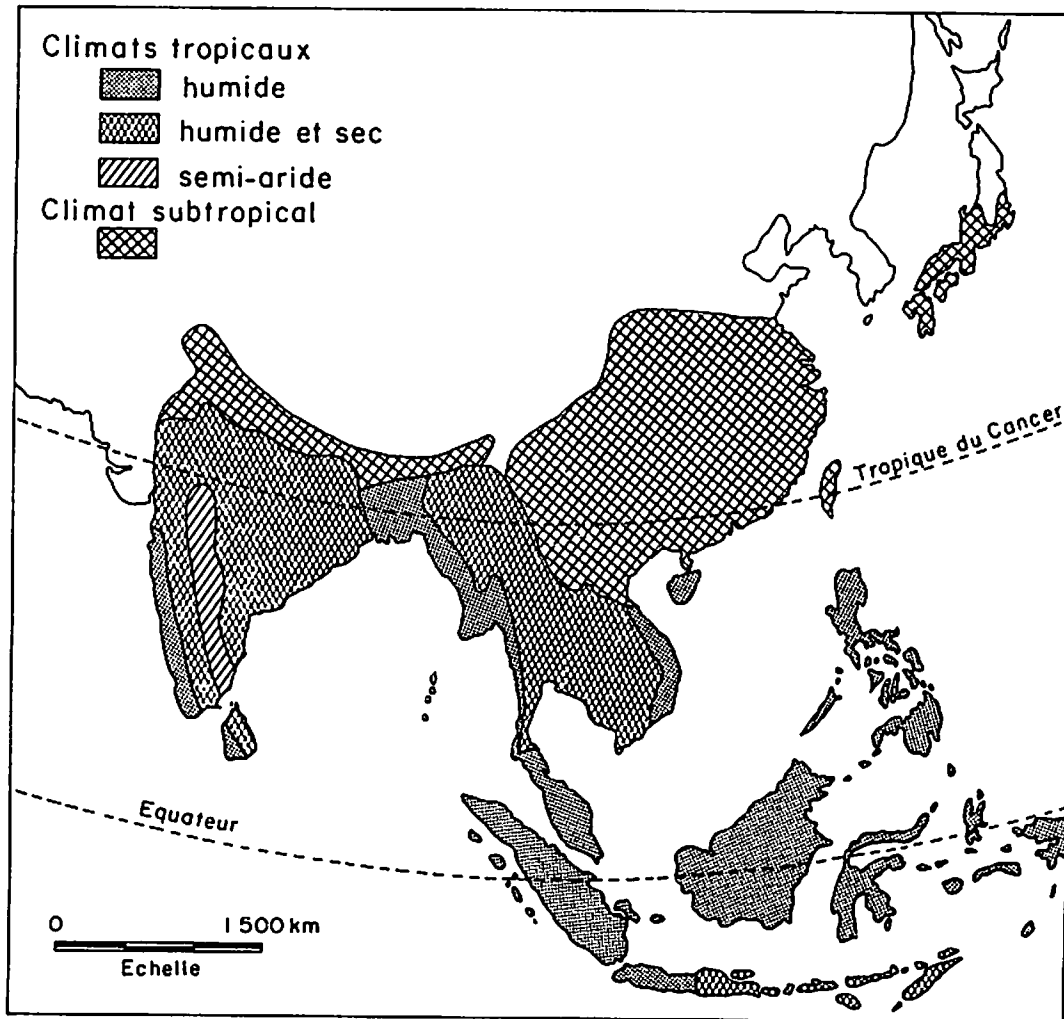 Climats tropicaux
humide
humide et sec
semi-aride
Climat subtropical
Tropique du Cancer
Equateur
0 1 500 km
Echelle